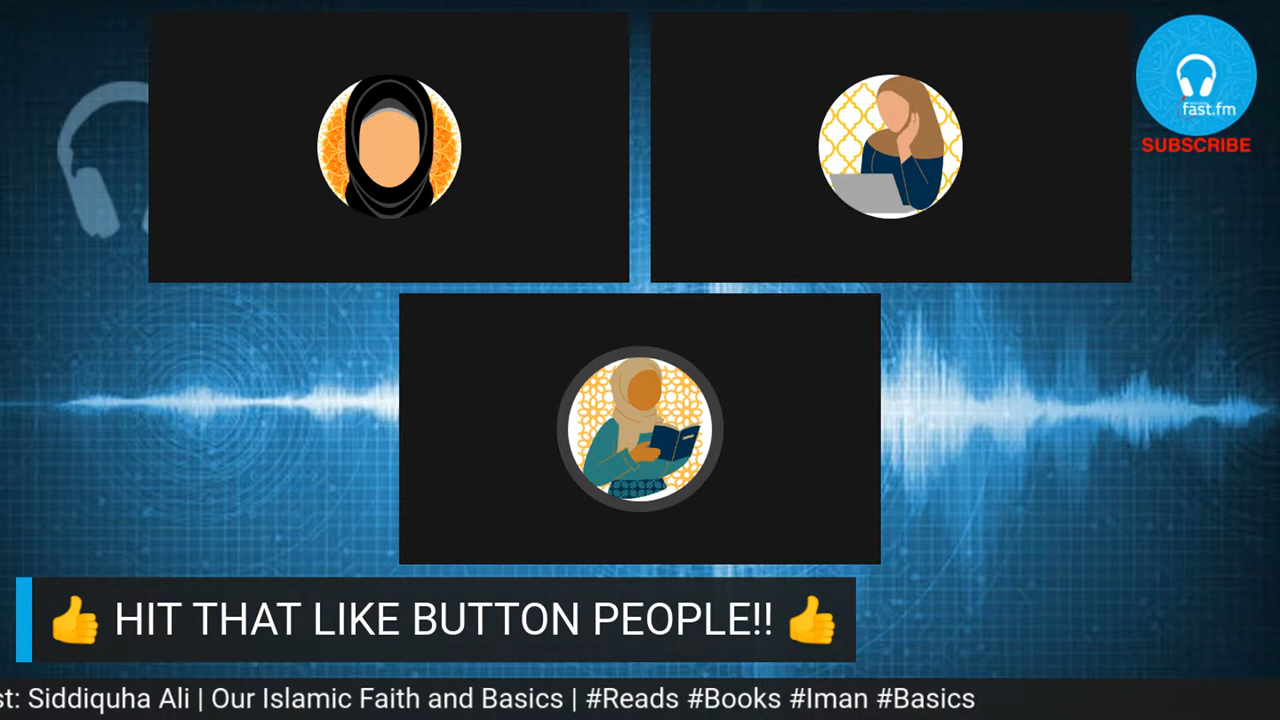 fast.fm
SUBSCRIBE
👍 HIT THAT LIKE BUTTON PEOPLE!! 👍
st: Siddiquha Ali | Our Islamic Faith and Basics | #Reads #Books #Iman #Basics